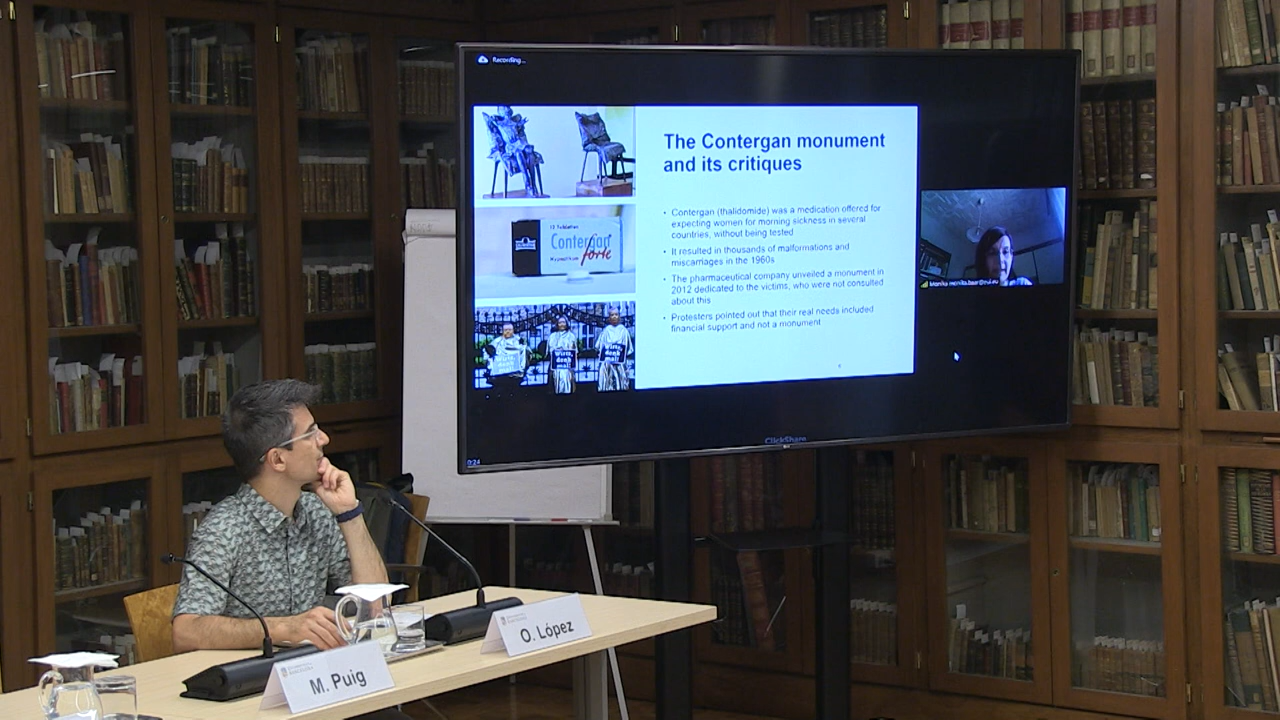 Recording...
The Contergan monument
and its critiques
• Contergan (thalidomide) was a medication offered for
expecting women for morning sickness in several
countries, without being tested
• It resulted in thousands of malformations and
miscarriages in the 1960s
• The pharmaceutical company unveiled a monument in
2012 dedicated to the victims, who were not consulted
about this
• Protesters pointed out that their real needs included
financial support and not a monument
Contergan
forte
ClickShare
0:24
O. López
M. Puig